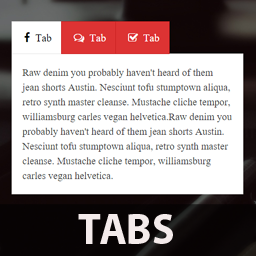 Tab Tab Tab
Raw denim you probably haven't heard of them
jean shorts Austin. Nesciunt tofu stumptown aliqua,
retro synth master cleanse. Mustache cliche tempor,
williamsburg carles vegan helvetica.Raw denim you
probably haven't heard of them jean shorts Austin.
Nesciunt tofu stumptown aliqua, retro synth master
cleanse. Mustache cliche tempor, williamsburg
carles vegan helvetica.
TABS